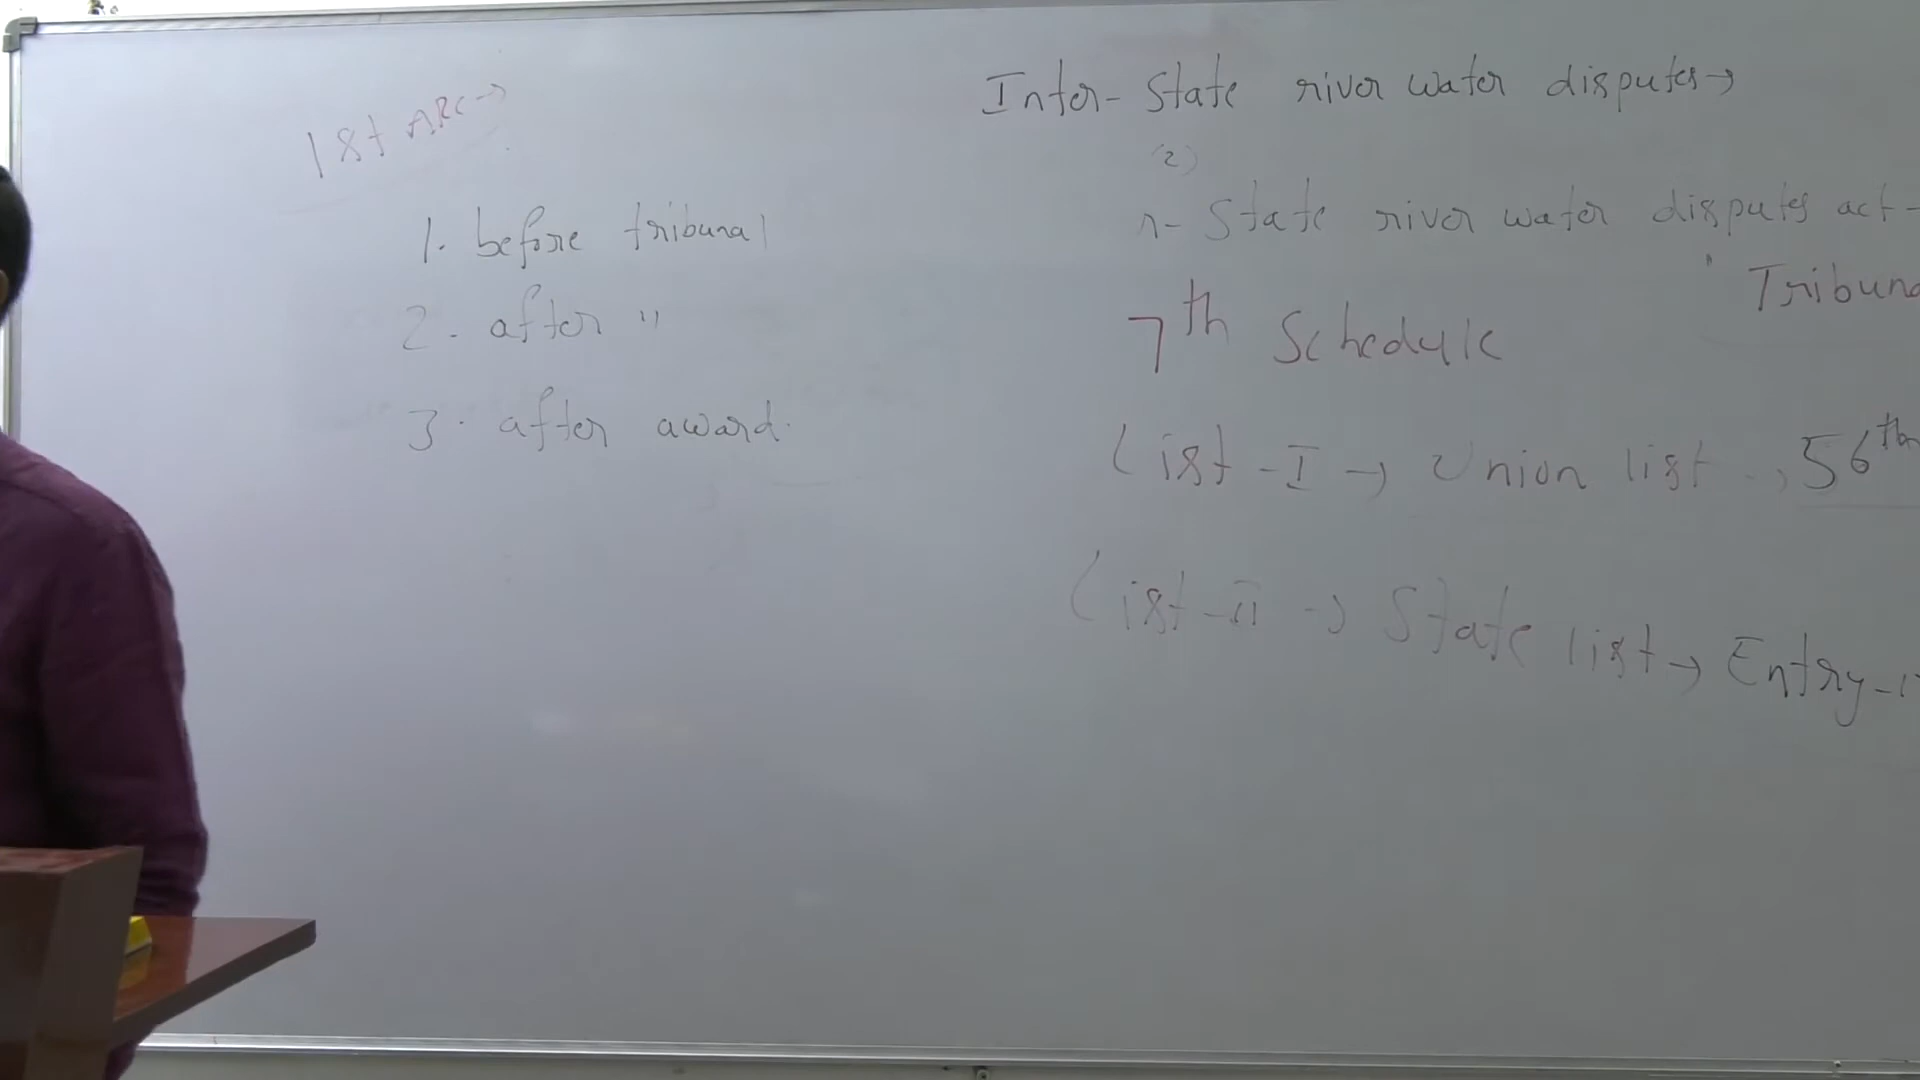 1st ARC→
1. before tribunal
2. after "
3. after award.
Inter-State river water disputes→
(2)
r-State river water disputes act-
Tribuna
7th Schedule
List-I → Union list → 56th
List-II → State list → Entry-1